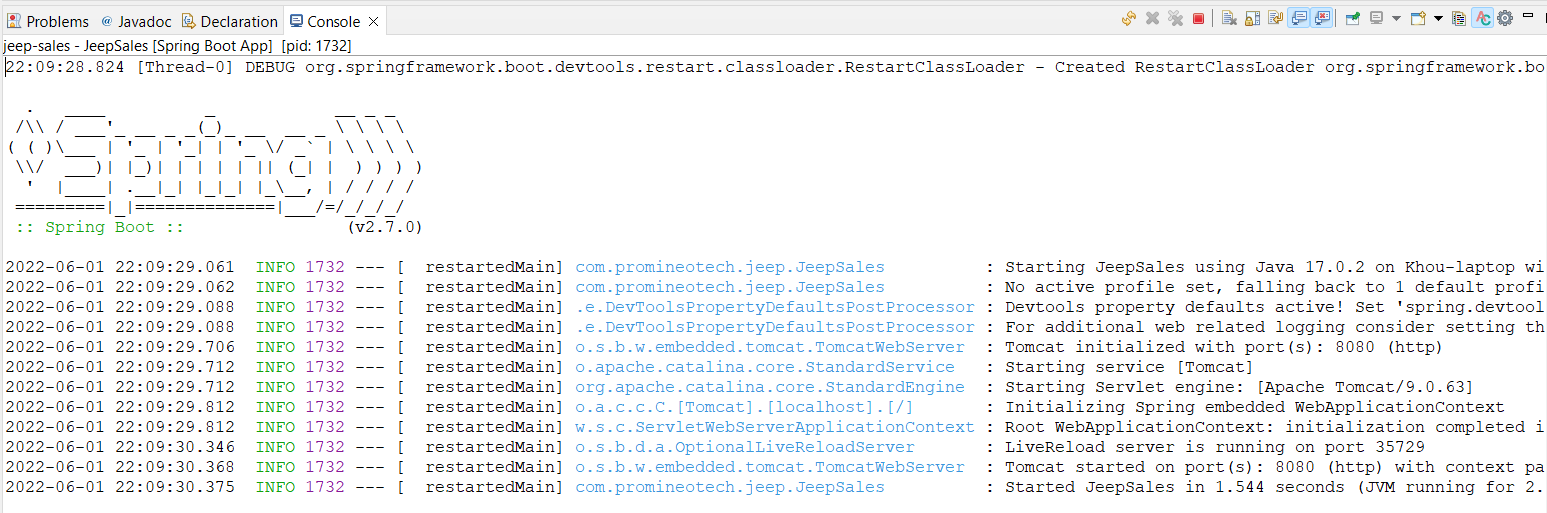 Problems @ Javadoc Declaration Console
jeep-sales - JeepSales [Spring Boot App] [pid: 1732]
22:09:28.824 [Thread-0] DEBUG org.springframework.boot.devtools.restart.classloader.RestartClassLoader - Created RestartClassLoader org.springframework.bo
  .   ____          _            __ _ _
 /\\ / ___'_ __ _ _(_)_ __  __ _ \ \ \ \
( ( )\___ | '_ | '_| | '_ \/ _` | \ \ \ \
 \\/  ___)| |_)| | | | | || (_| |  ) ) ) )
  '  |____| .__|_| |_|_| |_\__, | / / / /
 =========|_|==============|___/=/_/_/_/
 :: Spring Boot ::                (v2.7.0)
2022-06-01 22:09:29.061  INFO 1732 --- [  restartedMain] com.promineotech.jeep.JeepSales          : Starting JeepSales using Java 17.0.2 on Khou-laptop wi
2022-06-01 22:09:29.062  INFO 1732 --- [  restartedMain] com.promineotech.jeep.JeepSales          : No active profile set, falling back to 1 default profi
2022-06-01 22:09:29.088  INFO 1732 --- [  restartedMain] .e.DevToolsPropertyDefaultsPostProcessor : Devtools property defaults active! Set 'spring.devtool
2022-06-01 22:09:29.088  INFO 1732 --- [  restartedMain] .e.DevToolsPropertyDefaultsPostProcessor : For additional web related logging consider setting th
2022-06-01 22:09:29.706  INFO 1732 --- [  restartedMain] o.s.b.w.embedded.tomcat.TomcatWebServer  : Tomcat initialized with port(s): 8080 (http)
2022-06-01 22:09:29.712  INFO 1732 --- [  restartedMain] o.apache.catalina.core.StandardService   : Starting service [Tomcat]
2022-06-01 22:09:29.712  INFO 1732 --- [  restartedMain] org.apache.catalina.core.StandardEngine  : Starting Servlet engine: [Apache Tomcat/9.0.63]
2022-06-01 22:09:29.812  INFO 1732 --- [  restartedMain] o.a.c.c.C.[Tomcat].[localhost].[/]       : Initializing Spring embedded WebApplicationContext
2022-06-01 22:09:29.812  INFO 1732 --- [  restartedMain] w.s.c.ServletWebServerApplicationContext : Root WebApplicationContext: initialization completed i
2022-06-01 22:09:30.346  INFO 1732 --- [  restartedMain] o.s.b.d.a.OptionalLiveReloadServer       : LiveReload server is running on port 35729
2022-06-01 22:09:30.368  INFO 1732 --- [  restartedMain] o.s.b.w.embedded.tomcat.TomcatWebServer  : Tomcat started on port(s): 8080 (http) with context pa
2022-06-01 22:09:30.375  INFO 1732 --- [  restartedMain] com.promineotech.jeep.JeepSales          : Started JeepSales in 1.544 seconds (JVM running for 2.